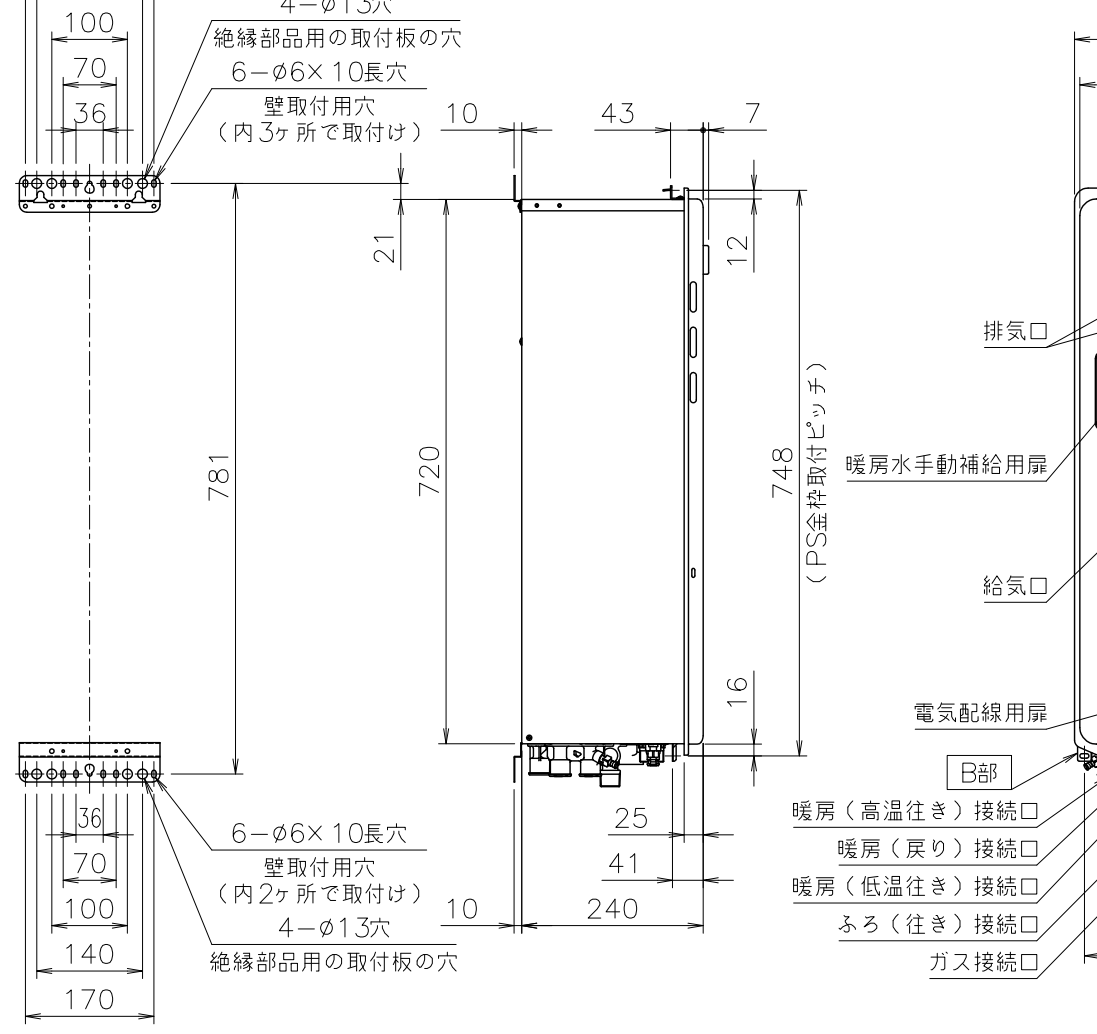 4−φ13穴
絶縁部品用の取付板の穴
6−φ6×10長穴
壁取付用穴
（内3ヶ所で取付け）
100
70
36
10
43
7
21
12
781
720
748
（PS金枠取付ピッチ）
16
排気口
暖房水手動補給用扉
給気口
電気配線用扉
B部
暖房（高温往き）接続口
暖房（戻り）接続口
暖房（低温往き）接続口
ふろ（往き）接続口
ガス接続口
25
41
10
240
36
70
100
140
170
6−φ6×10長穴
壁取付用穴
（内2ヶ所で取付け）
4−φ13穴
絶縁部品用の取付板の穴